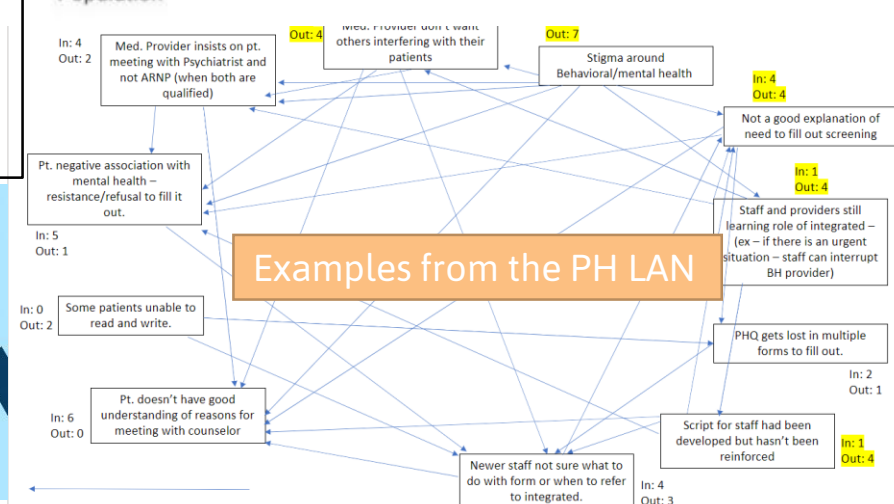 Population
In: 4
Out: 2
Med. Provider insists on pt.
meeting with Psychiatrist and
not ARNP (when both are
qualified)
Out: 4
Med. Provider don't want
others interfering with their
patients
Out: 7
Stigma around
Behavioral/mental health
In: 4
Out: 4
Not a good explanation of
need to fill out screening
Pt. negative association with
mental health –
resistance/refusal to fill it
out.
In: 5
Out: 1
In: 1
Out: 4
Staff and providers still
learning role of integrated –
(ex – if there is an urgent
situation – staff can interrupt
BH provider)
Examples from the PH LAN
In: 0
Out: 2
Some patients unable to
read and write.
PHQ gets lost in multiple
forms to fill out.
In: 2
Out: 1
In: 6
Out: 0
Pt. doesn't have good
understanding of reasons for
meeting with counselor
Script for staff had been
developed but hasn't been
reinforced
In: 1
Out: 4
Newer staff not sure what to
do with form or when to refer
to integrated.
In: 4
Out: 3